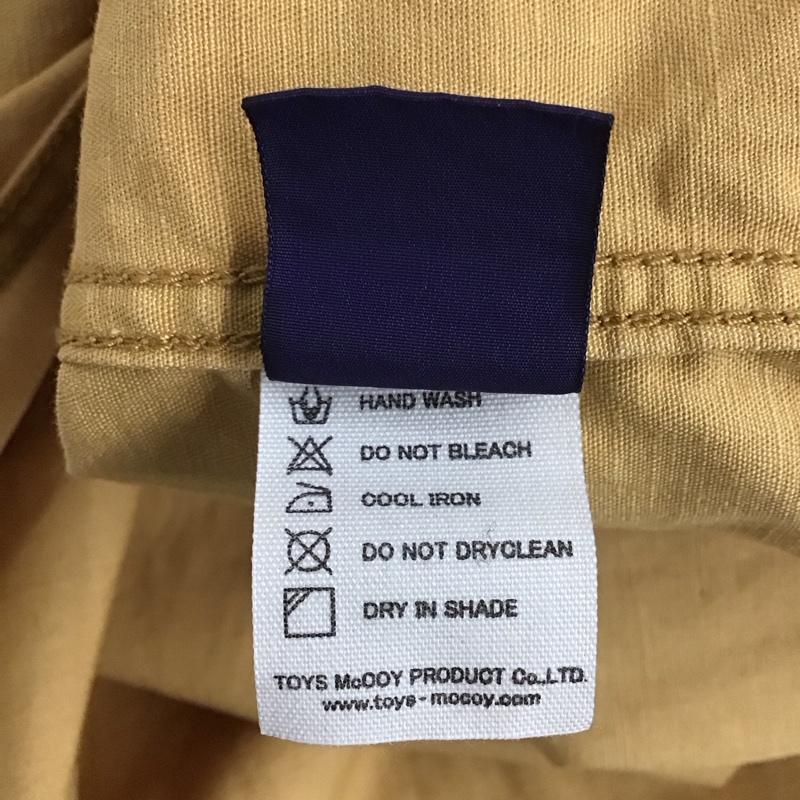 HAND WASH
DO NOT BLEACH
COOL IRON
DO NOT DRYCLEAN
DRY IN SHADE
TOYS McCOY PRODUCT Co.,LTD.
www.toys-mccoy.com